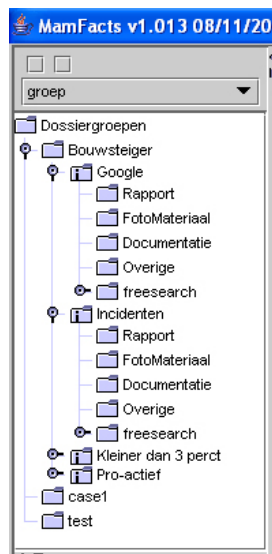 MamFacts v1.013 08/11/20
groep
Dossiergroepen
Bouwsteiger
Google
Rapport
FotoMateriaal
Documentatie
Overige
freesearch
Incidenten
Rapport
FotoMateriaal
Documentatie
Overige
freesearch
Kleiner dan 3 perct
Pro-actief
case1
test